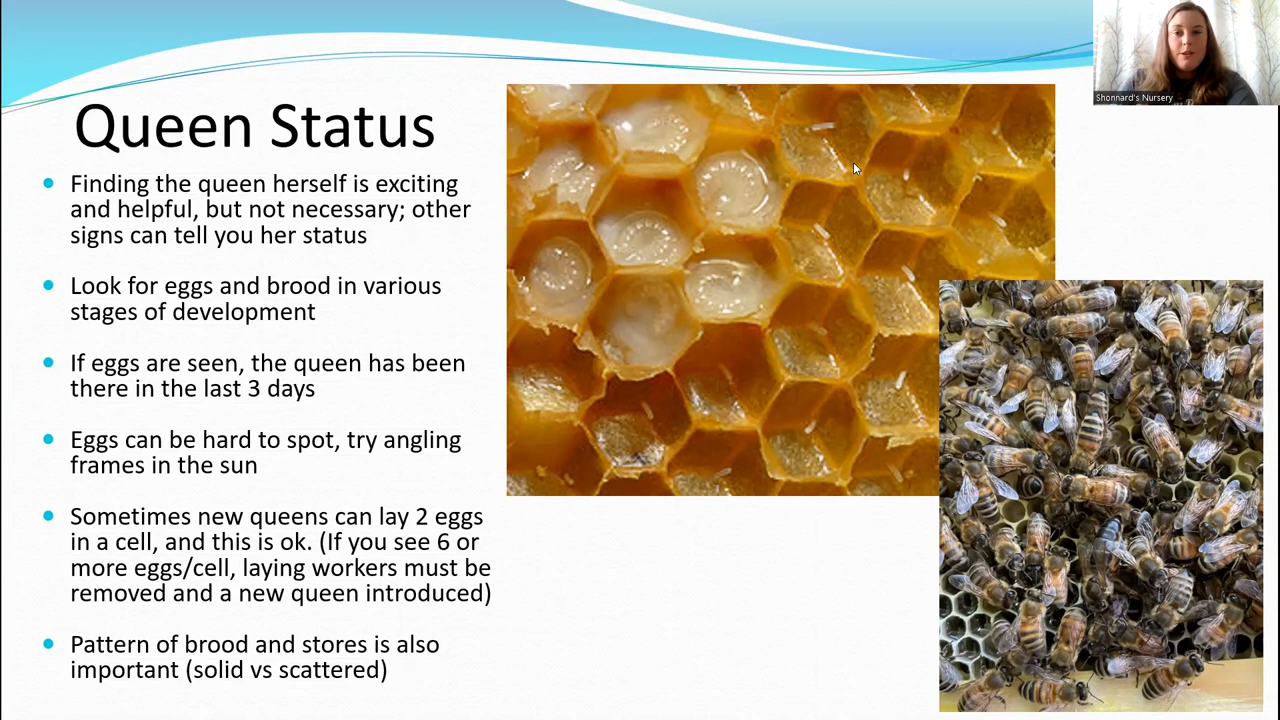 Queen Status
Finding the queen herself is exciting
and helpful, but not necessary; other
signs can tell you her status
Look for eggs and brood in various
stages of development
If eggs are seen, the queen has been
there in the last 3 days
Eggs can be hard to spot, try angling
frames in the sun
Sometimes new queens can lay 2 eggs
in a cell, and this is ok. (If you see 6 or
more eggs/cell, laying workers must be
removed and a new queen introduced)
Pattern of brood and stores is also
important (solid vs scattered)
Shonnard's Nursery